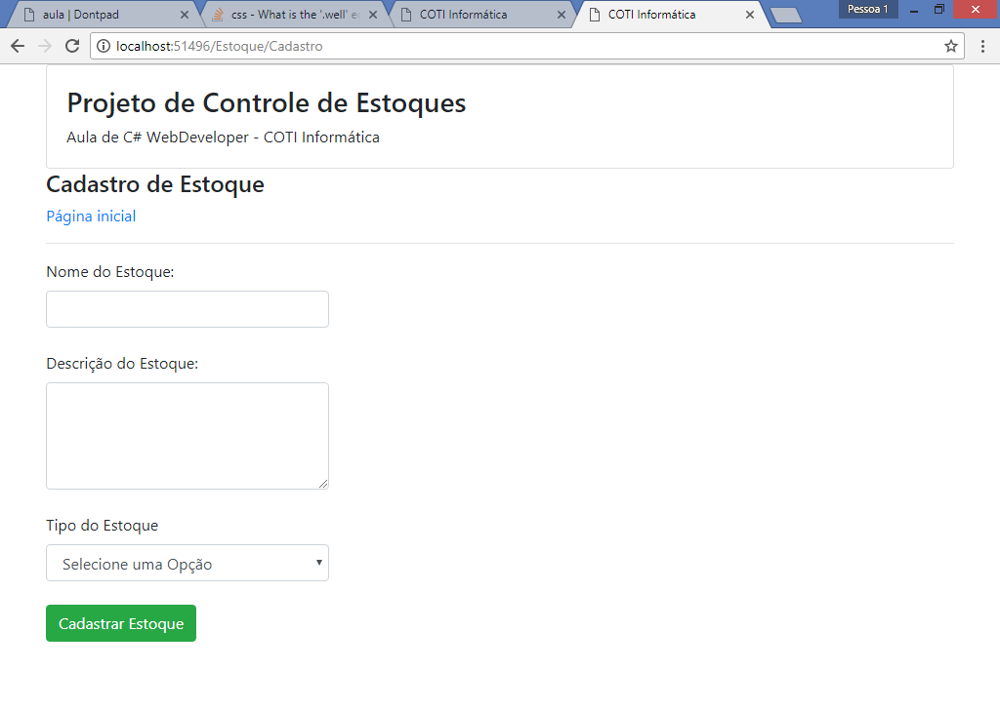 aula | Dontpad
css - What is the '.well' e
COTI Informática
COTI Informática
Pessoa 1
localhost:51496/Estoque/Cadastro
Projeto de Controle de Estoques
Aula de C# WebDeveloper - COTI Informática
Cadastro de Estoque
Página inicial
Nome do Estoque:
Descrição do Estoque:
Tipo do Estoque
Selecione uma Opção
Cadastrar Estoque